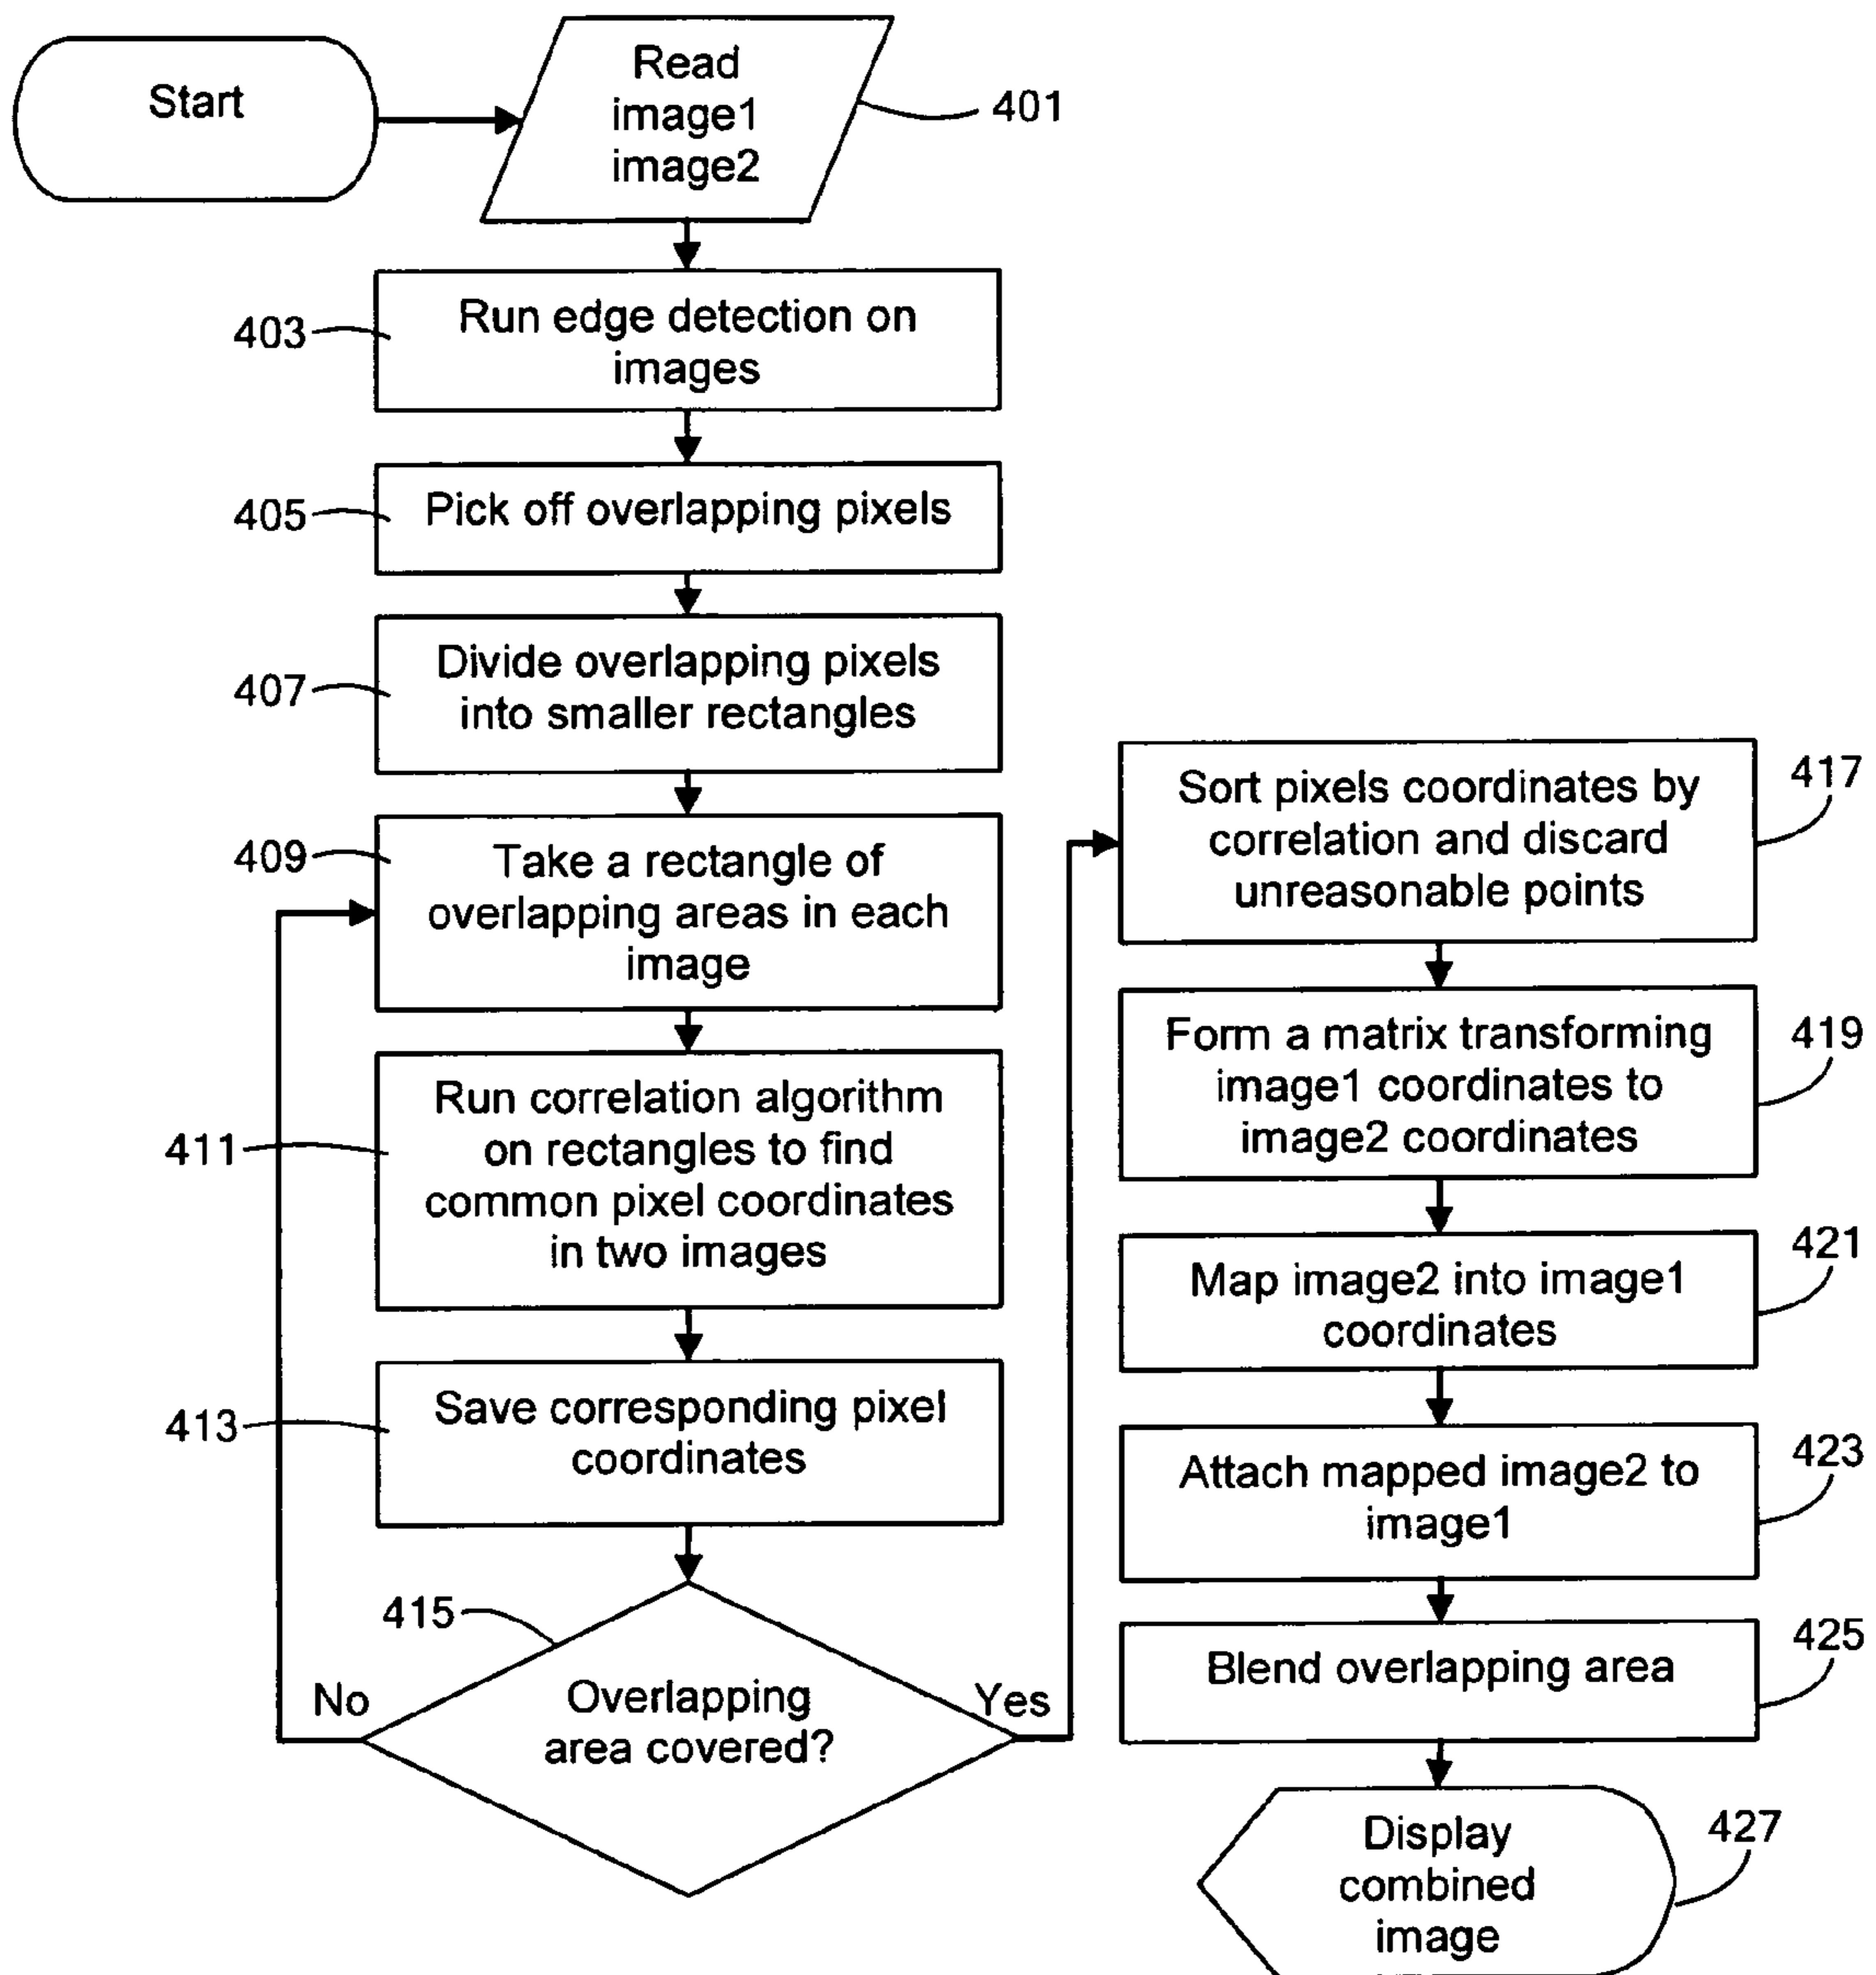 Start
Read
image1
image2
401
Run edge detection on
images
403
Pick off overlapping pixels
405
Divide overlapping pixels
into smaller rectangles
407
Take a rectangle of
overlapping areas in each
image
409
Run correlation algorithm
on rectangles to find
common pixel coordinates
in two images
411
Save corresponding pixel
coordinates
413
415
Overlapping
area covered?
No
Yes
Sort pixels coordinates by
correlation and discard
unreasonable points
417
Form a matrix transforming
image1 coordinates to
image2 coordinates
419
Map image2 into image1
coordinates
421
Attach mapped image2 to
image1
423
Blend overlapping area
425
Display
combined
image
427